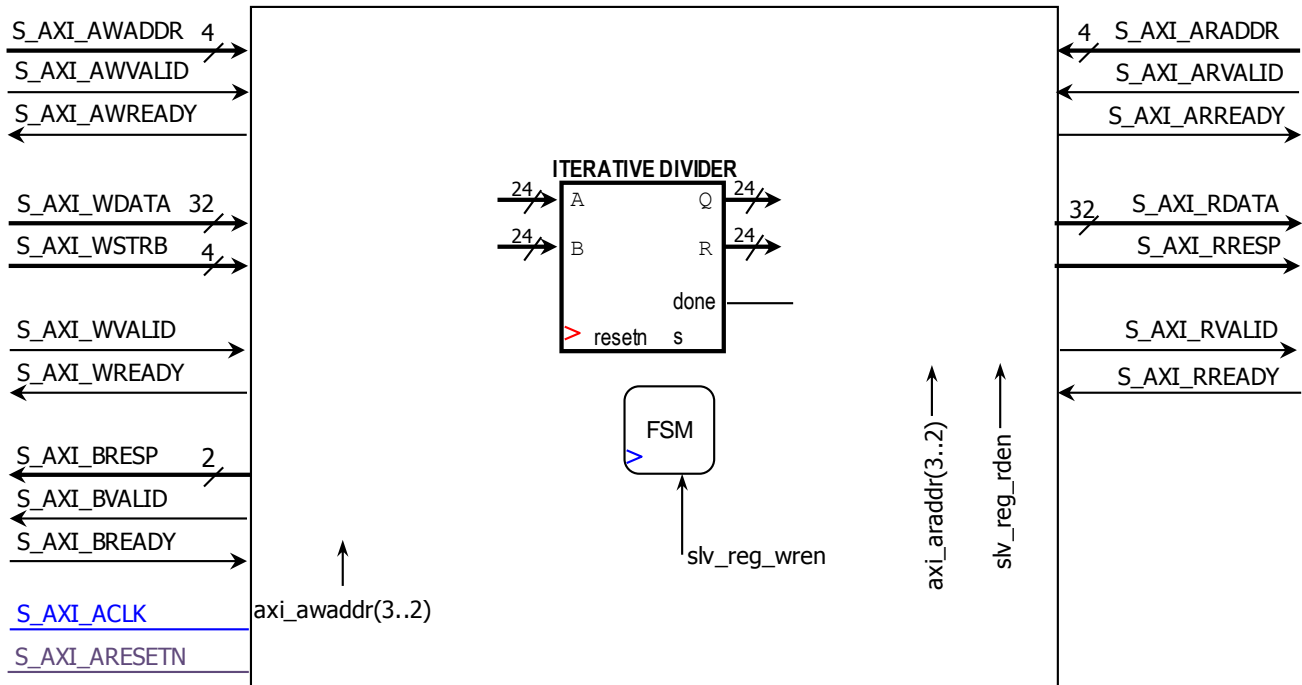 S_AXI_AWADDR 4
S_AXI_AWVALID
S_AXI_AWREADY
S_AXI_WDATA 32
S_AXI_WSTRB 4
S_AXI_WVALID
S_AXI_WREADY
S_AXI_BRESP 2
S_AXI_BVALID
S_AXI_BREADY
S_AXI_ACLK
S_AXI_ARESETN
axi_awaddr(3..2)
ITERATIVE DIVIDER
24 A Q 24
24 B R 24
done
resetn s
FSM
slv_reg_wren
axi_araddr(3..2)
slv_reg_rden
4 S_AXI_ARADDR
S_AXI_ARVALID
S_AXI_ARREADY
32 S_AXI_RDATA
S_AXI_RRESP
S_AXI_RVALID
S_AXI_RREADY